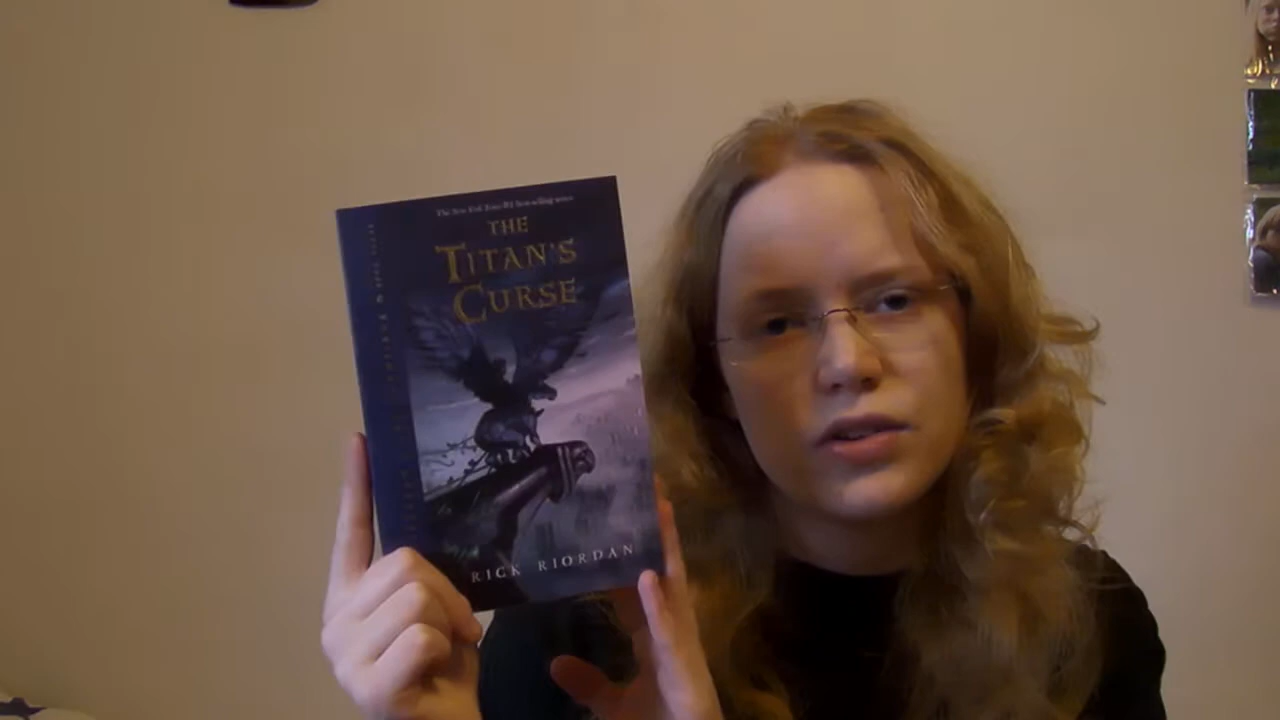 The New York Times #1 best-selling series
THE
TITAN'S
CURSE
RICK RIORDAN